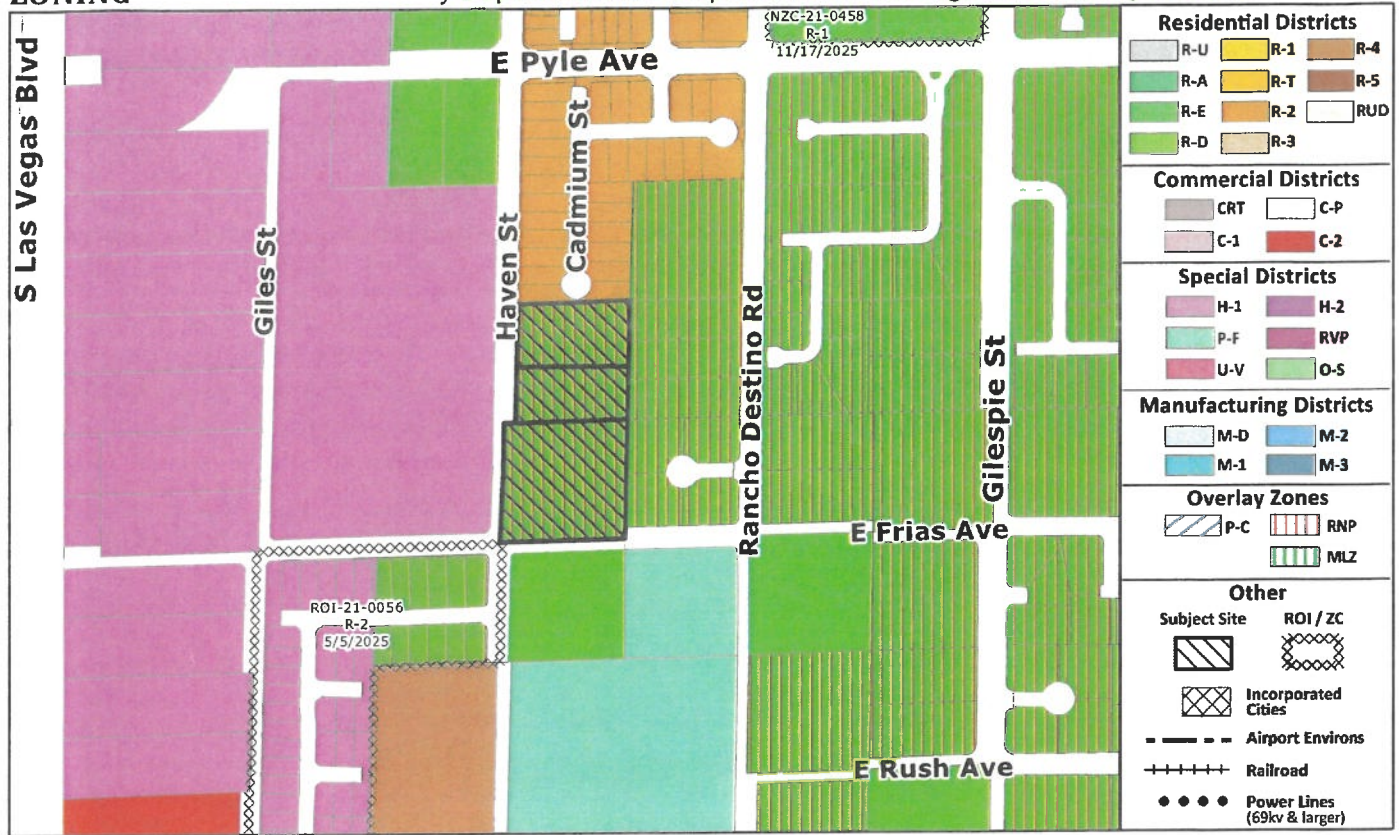 ZONING
S Las Vegas Blvd
Giles St
Haven St
Cadmium St
E Pyle Ave
Rancho Destino Rd
Gilespie St
E Frias Ave
E Rush Ave
NZC-21-0458
R-1
11/17/2025
ROI-21-0056
R-2
5/5/2025
Residential Districts
R-U R-1 R-4
R-A R-T R-5
R-E R-2 RUD
R-D R-3
Commercial Districts
CRT C-P
C-1 C-2
Special Districts
H-1 H-2
P-F RVP
U-V O-S
Manufacturing Districts
M-D M-2
M-1 M-3
Overlay Zones
P-C RNP
MLZ
Other
Subject Site ROI / ZC
Incorporated
Cities
Airport Environs
Railroad
Power Lines
(69kv & larger)